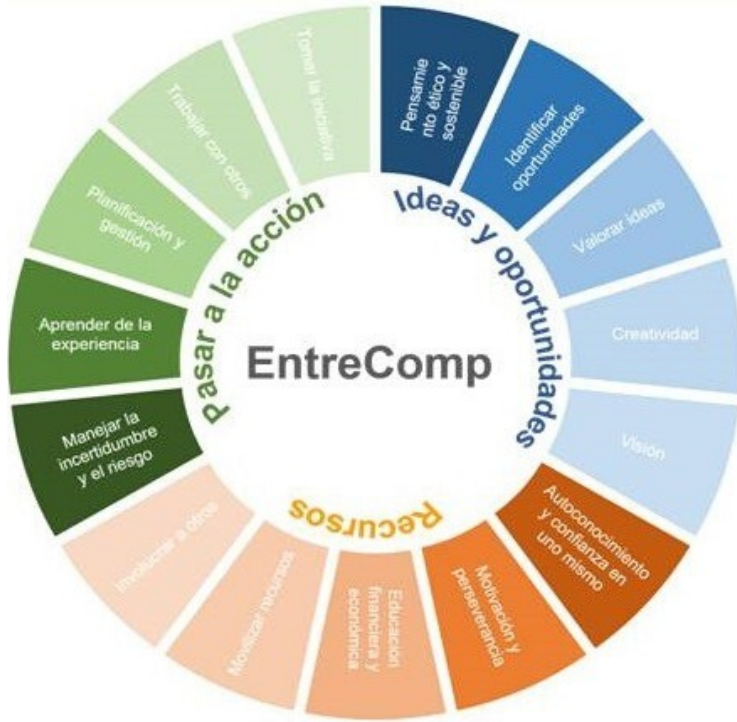 EntreComp
Ideas y oportunidades
Pensamie
nto ético y
sostenible
Identificar
oportunidades
Valorar ideas
Creatividad
Visión
Recursos
Autoconocimiento
y confianza en
uno mismo
Motivación y
perseverancia
Educación
financiera y
económica
Movilizar recursos
Involucrar a otros
Pasar a la acción
Manejar la
incertidumbre
y el riesgo
Aprender de la
experiencia
Planificación y
gestión
Trabajar con otros
Tomar la iniciativa